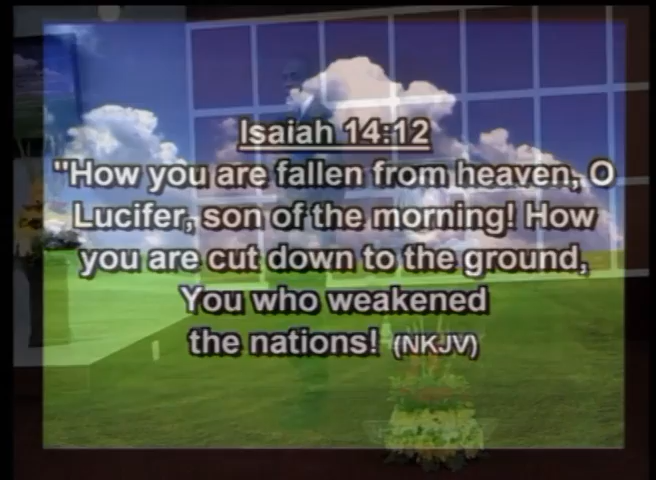 Isaiah 14:12
"How you are fallen from heaven, O
Lucifer, son of the morning! How
you are cut down to the ground,
You who weakened
the nations! (NKJV)